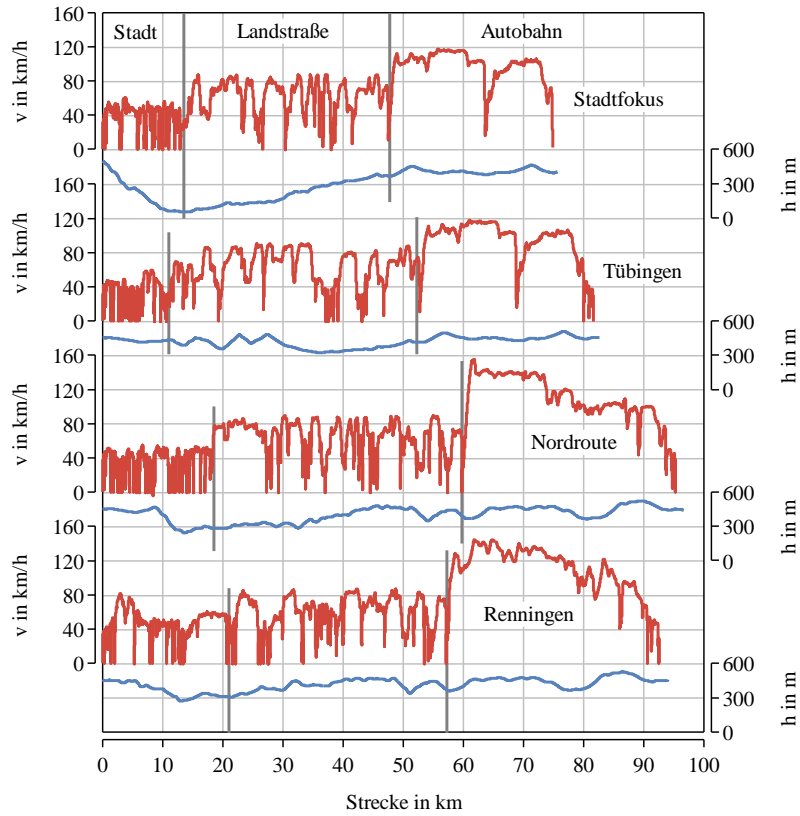 Stadt Landstraße Autobahn
v in km/h
160
120
80
40
0
Stadtfokus
600
300
0
h in m
v in km/h
160
120
80
40
0
Tübingen
600
300
0
h in m
v in km/h
160
120
80
40
0
Nordroute
600
300
0
h in m
v in km/h
160
120
80
40
0
Renningen
600
300
0
h in m
0 10 20 30 40 50 60 70 80 90 100
Strecke in km